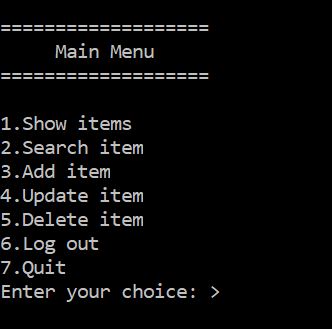 ===================
Main Menu
===================
1.Show items
2.Search item
3.Add item
4.Update item
5.Delete item
6.Log out
7.Quit
Enter your choice: >